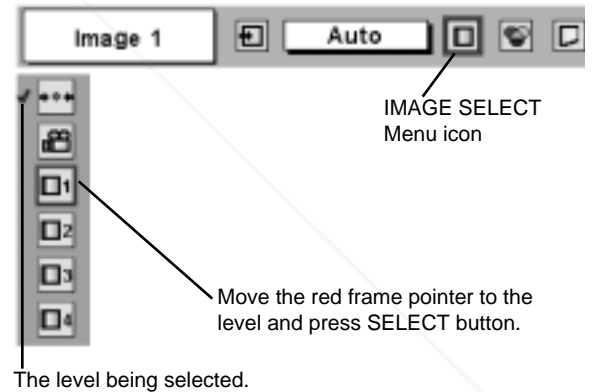 Image 1
Auto
IMAGE SELECT
Menu icon
1
2
3
4
Move the red frame pointer to the
level and press SELECT button.
The level being selected.